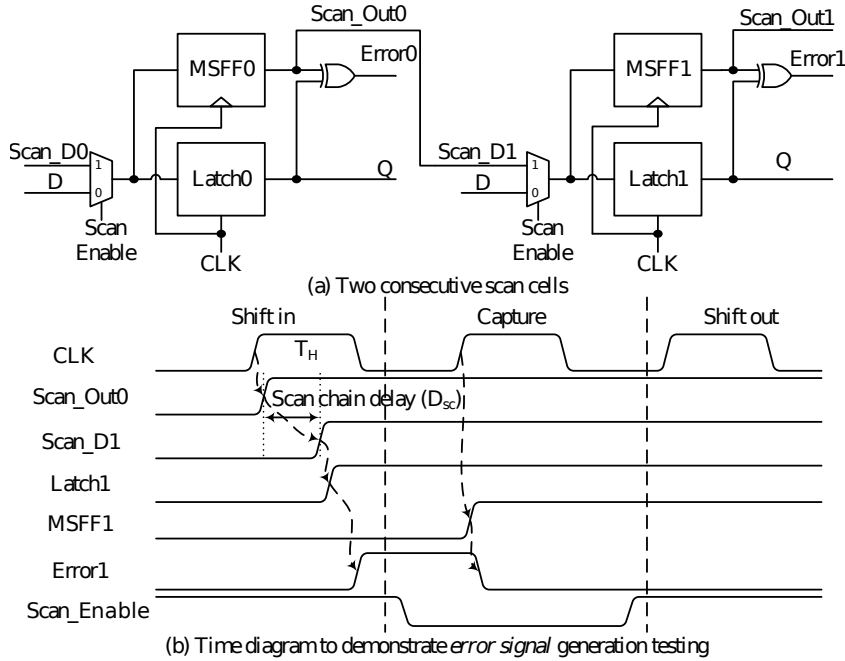 Scan_Out0
Scan_Out1
MSFF0
Error0
MSFF1
Error1
Scan_D0
1
D
0
Latch0
Q
Scan_D1
1
D
0
Latch1
Q
Scan
Enable
CLK
Scan
Enable
CLK
(a) Two consecutive scan cells
Shift in
Capture
Shift out
CLK
T_H
Scan_Out0
Scan chain delay (D_sc)
Scan_D1
Latch1
MSFF1
Error1
Scan_Enable
(b) Time diagram to demonstrate error signal generation testing